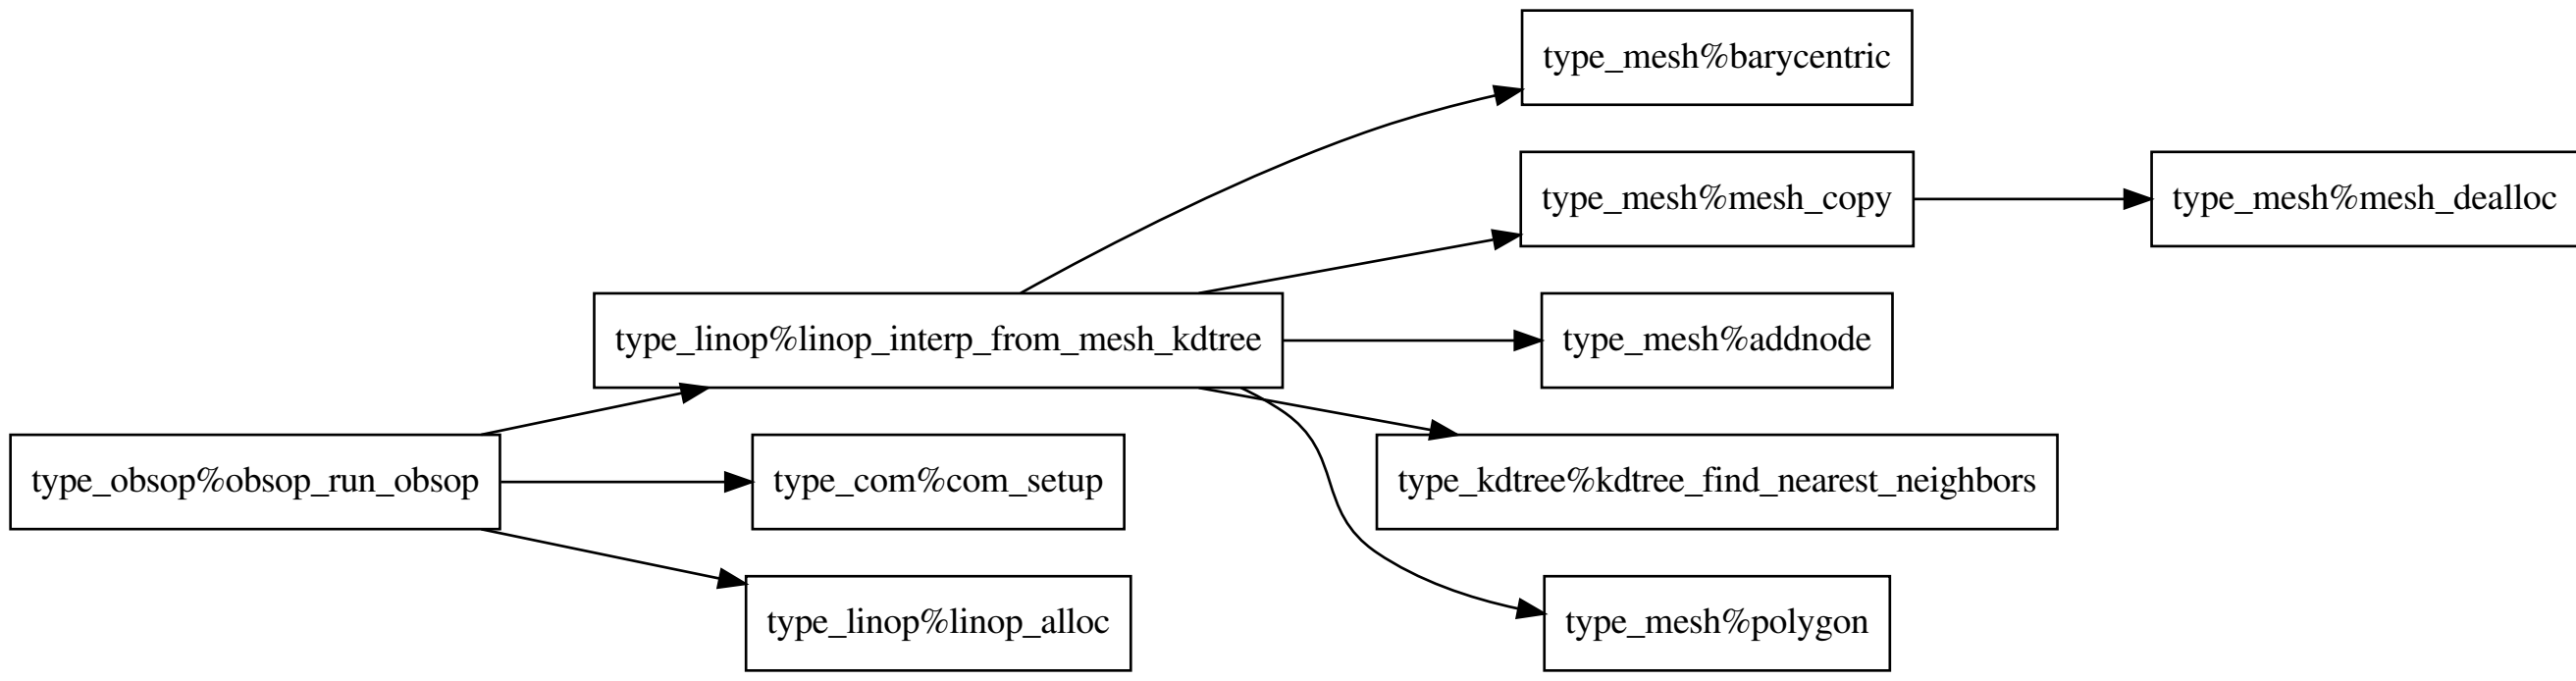 type_mesh%barycentric
type_mesh%mesh_copy
type_mesh%mesh_dealloc
type_linop%linop_interp_from_mesh_kdtree
type_mesh%addnode
type_obsop%obsop_run_obsop
type_com%com_setup
type_kdtree%kdtree_find_nearest_neighbors
type_linop%linop_alloc
type_mesh%polygon